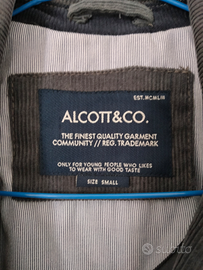 EST. MCMLIII
ALCOTT&CO.
THE FINEST QUALITY GARMENT
COMMUNITY // REG. TRADEMARK
ONLY FOR YOUNG PEOPLE WHO LIKES
TO WEAR WITH GOOD TASTE
SIZE SMALL
subito